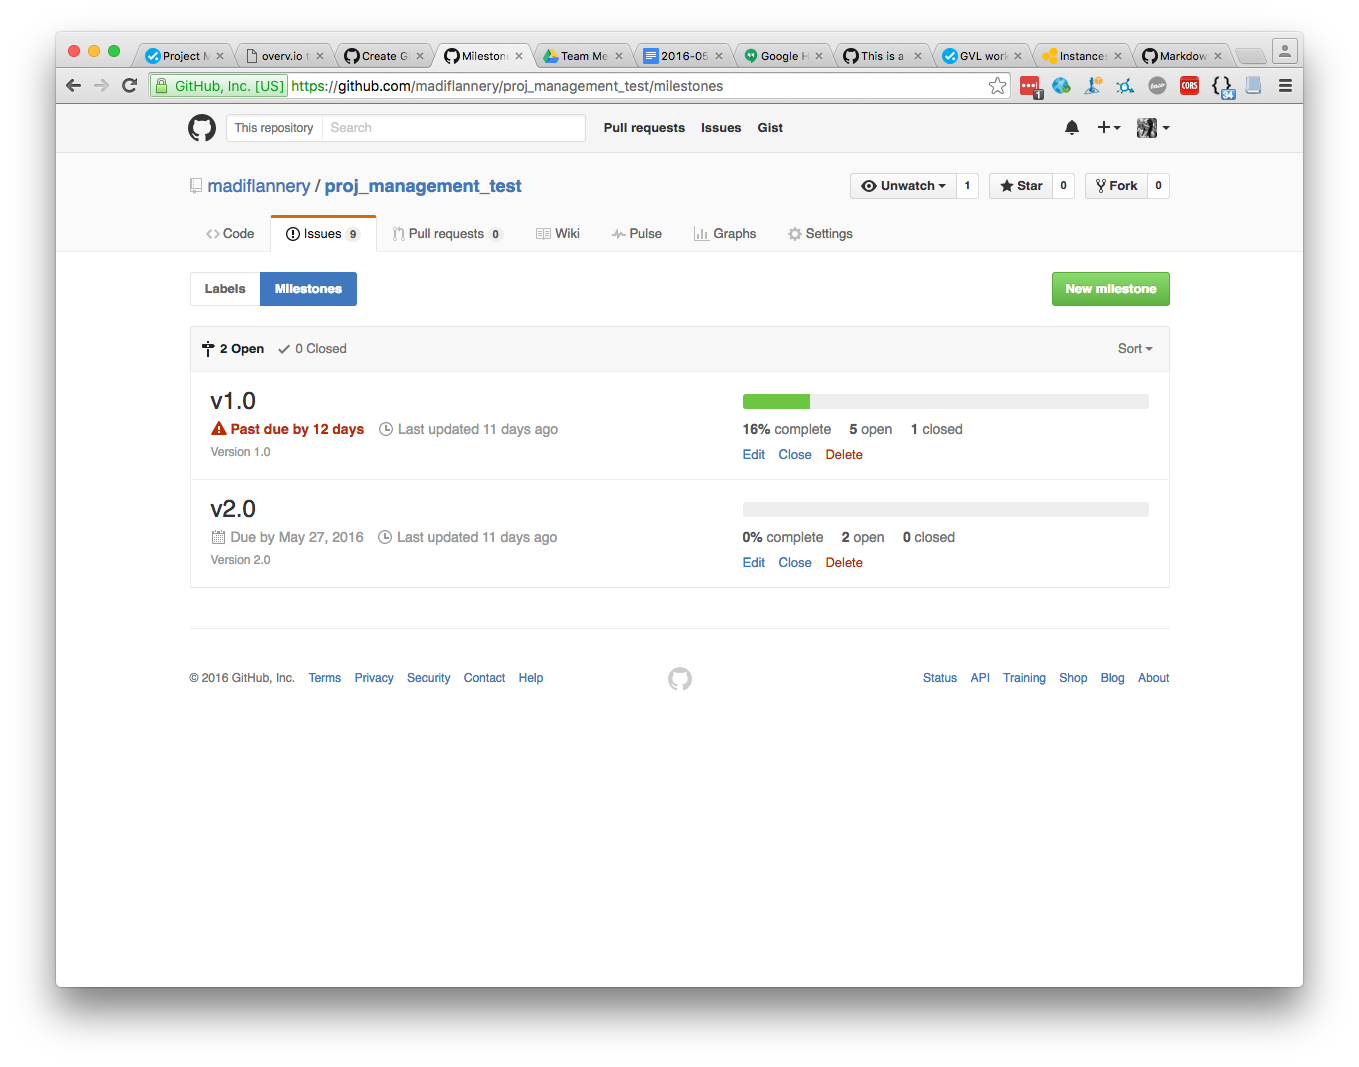 Project M
overv.io t
Create G
Milestone
Team Me
2016-05
Google H
This is a
GVL work
Instances
Markdow
GitHub, Inc. [US] https://github.com/madiflannery/proj_management_test/milestones
1
CORS
34
This repository Search Pull requests Issues Gist
madiflannery / proj_management_test Unwatch 1 Star 0 Fork 0
Code Issues 9 Pull requests 0 Wiki Pulse Graphs Settings
Labels Milestones New milestone
2 Open 0 Closed Sort
v1.0
Past due by 12 days Last updated 11 days ago
Version 1.0
16% complete 5 open 1 closed
Edit Close Delete
v2.0
Due by May 27, 2016 Last updated 11 days ago
Version 2.0
0% complete 2 open 0 closed
Edit Close Delete
© 2016 GitHub, Inc. Terms Privacy Security Contact Help Status API Training Shop Blog About